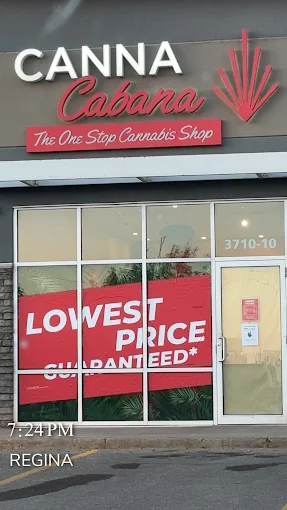 CANNA
Cabana
The One Stop Cannabis Shop
3710-10
LOWEST
PRICE
GUARANTEED*
7:24 PM
REGINA